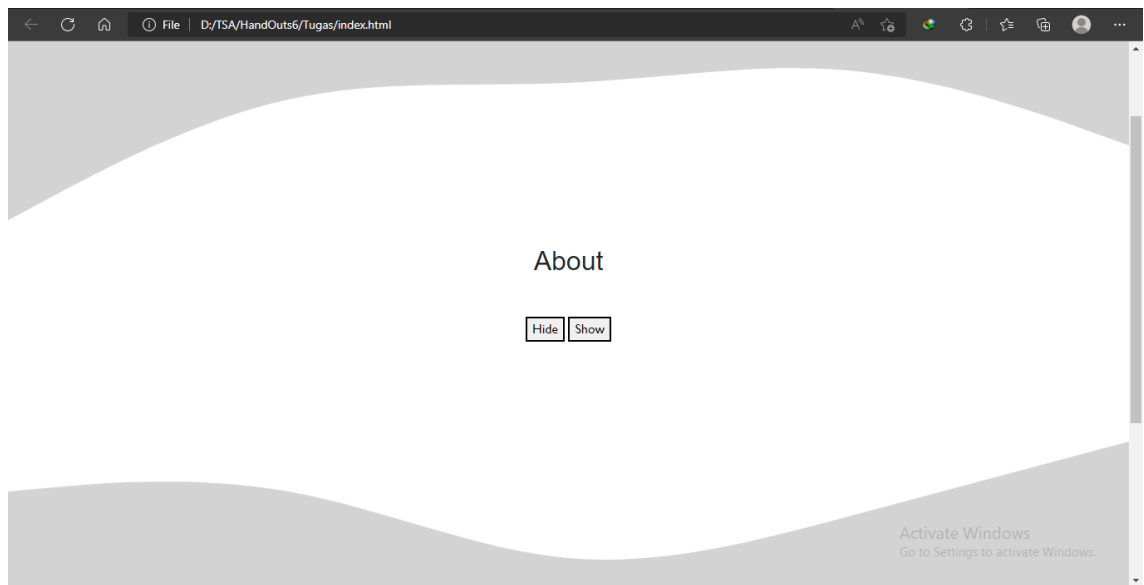 File | D:/TSA/HandOuts6/Tugas/index.html
About
Hide Show
Activate Windows
Go to Settings to activate Windows.